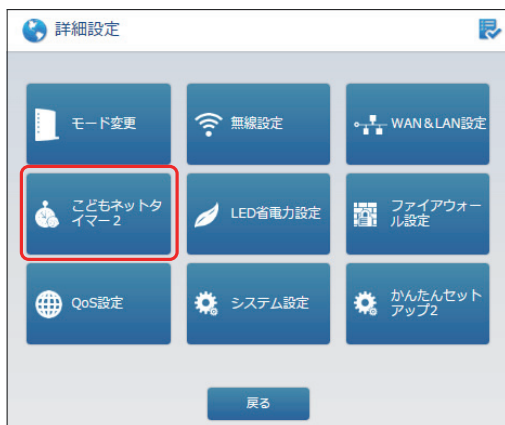 詳細設定
モード変更
無線設定
WAN&LAN設定
こどもネットタ
イマー2
LED省電力設定
ファイアウォー
ル設定
QoS設定
システム設定
かんたんセット
アップ2
戻る